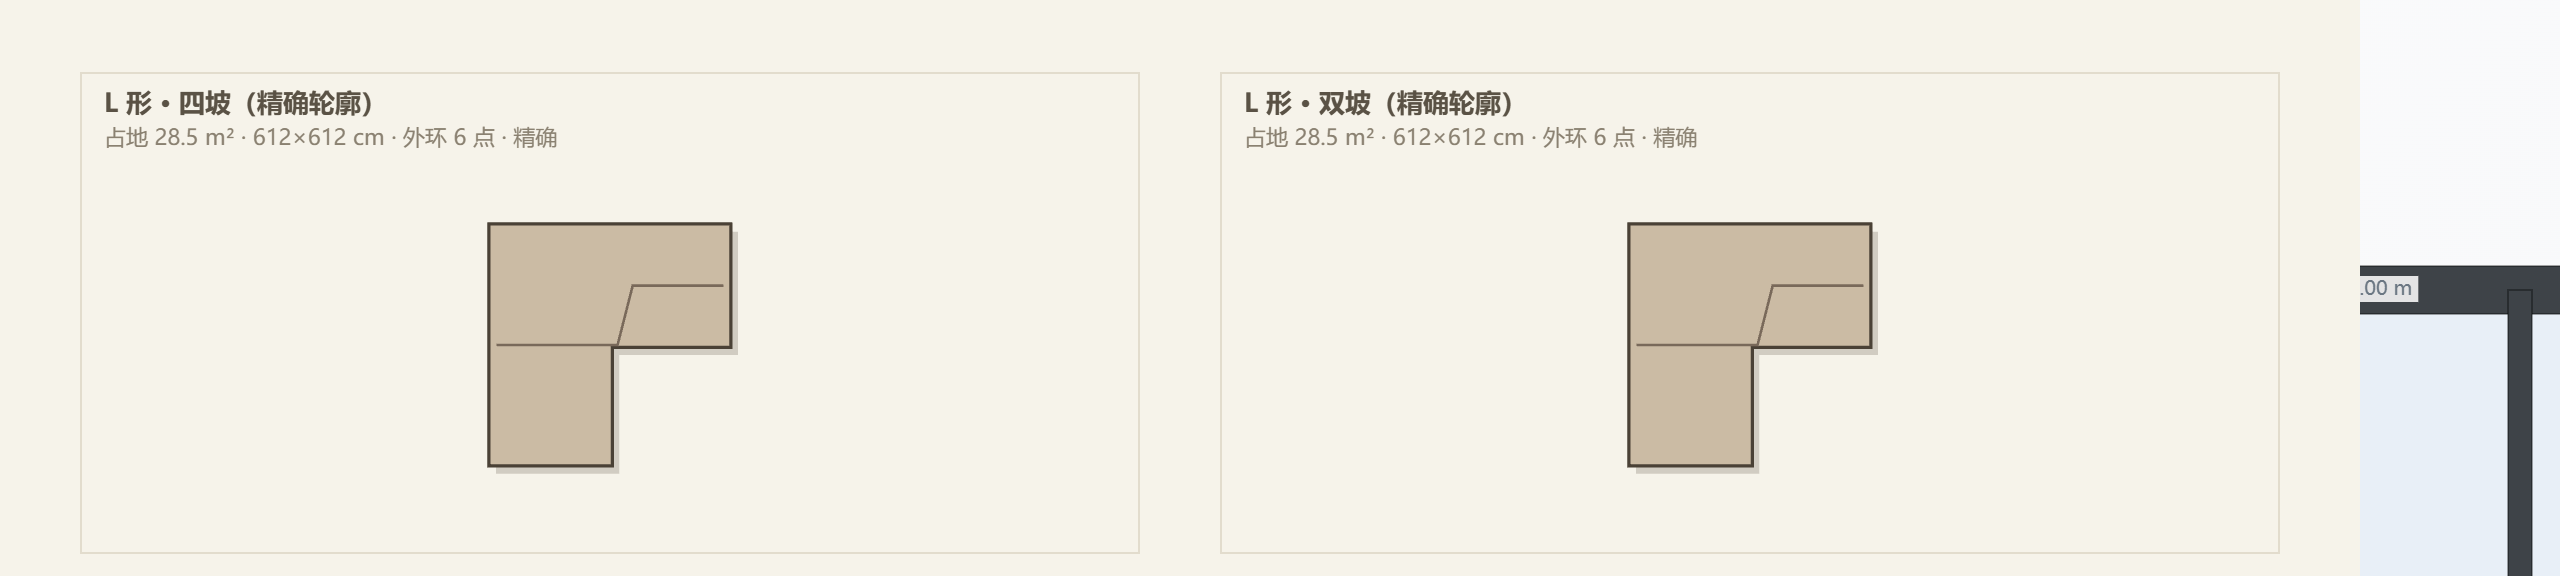 L 形 · 四坡（精确轮廓）
占地 28.5 m² · 612×612 cm · 外环 6 点 · 精确
L 形 · 双坡（精确轮廓）
占地 28.5 m² · 612×612 cm · 外环 6 点 · 精确
.00 m